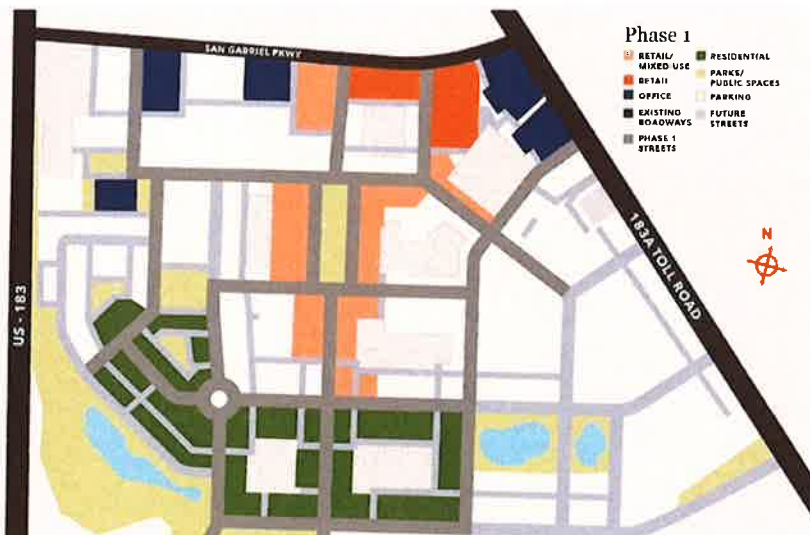 SAN GABRIEL PKWY
Phase 1
RETAIL/
MIXED USE
RETAIL
OFFICE
EXISTING
ROADWAYS
PHASE 1
STREETS
RESIDENTIAL
PARKS/
PUBLIC SPACES
PARKING
FUTURE
STREETS
183A TOLL ROAD
N
US - 183